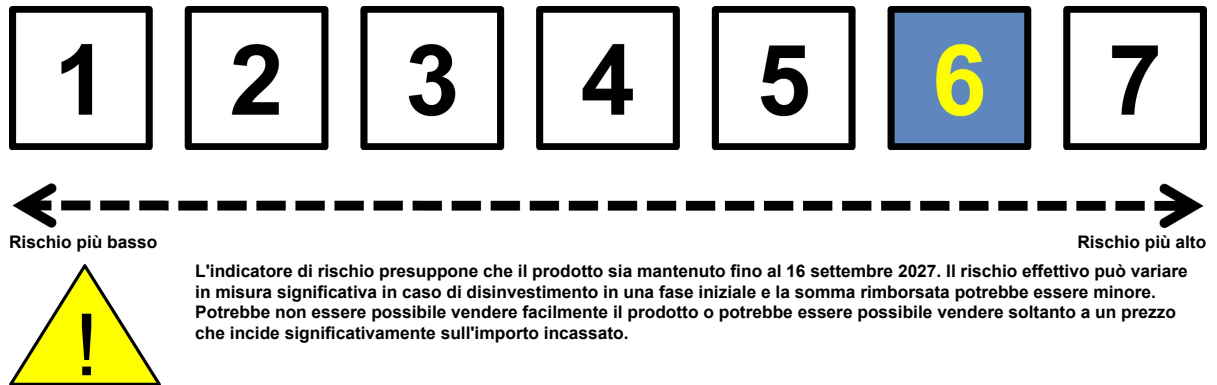 1 2 3 4 5 6 7
Rischio più basso Rischio più alto
!
L'indicatore di rischio presuppone che il prodotto sia mantenuto fino al 16 settembre 2027. Il rischio effettivo può variare
in misura significativa in caso di disinvestimento in una fase iniziale e la somma rimborsata potrebbe essere minore.
Potrebbe non essere possibile vendere facilmente il prodotto o potrebbe essere possibile vendere soltanto a un prezzo
che incide significativamente sull'importo incassato.